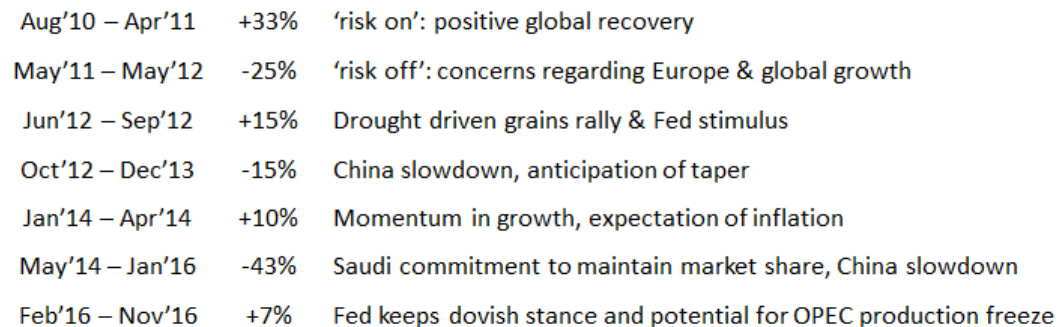 Aug’10 – Apr’11 +33% ‘risk on’: positive global recovery
May’11 – May’12 -25% ‘risk off’: concerns regarding Europe & global growth
Jun’12 – Sep’12 +15% Drought driven grains rally & Fed stimulus
Oct’12 – Dec’13 -15% China slowdown, anticipation of taper
Jan’14 – Apr’14 +10% Momentum in growth, expectation of inflation
May’14 – Jan’16 -43% Saudi commitment to maintain market share, China slowdown
Feb’16 – Nov’16 +7% Fed keeps dovish stance and potential for OPEC production freeze